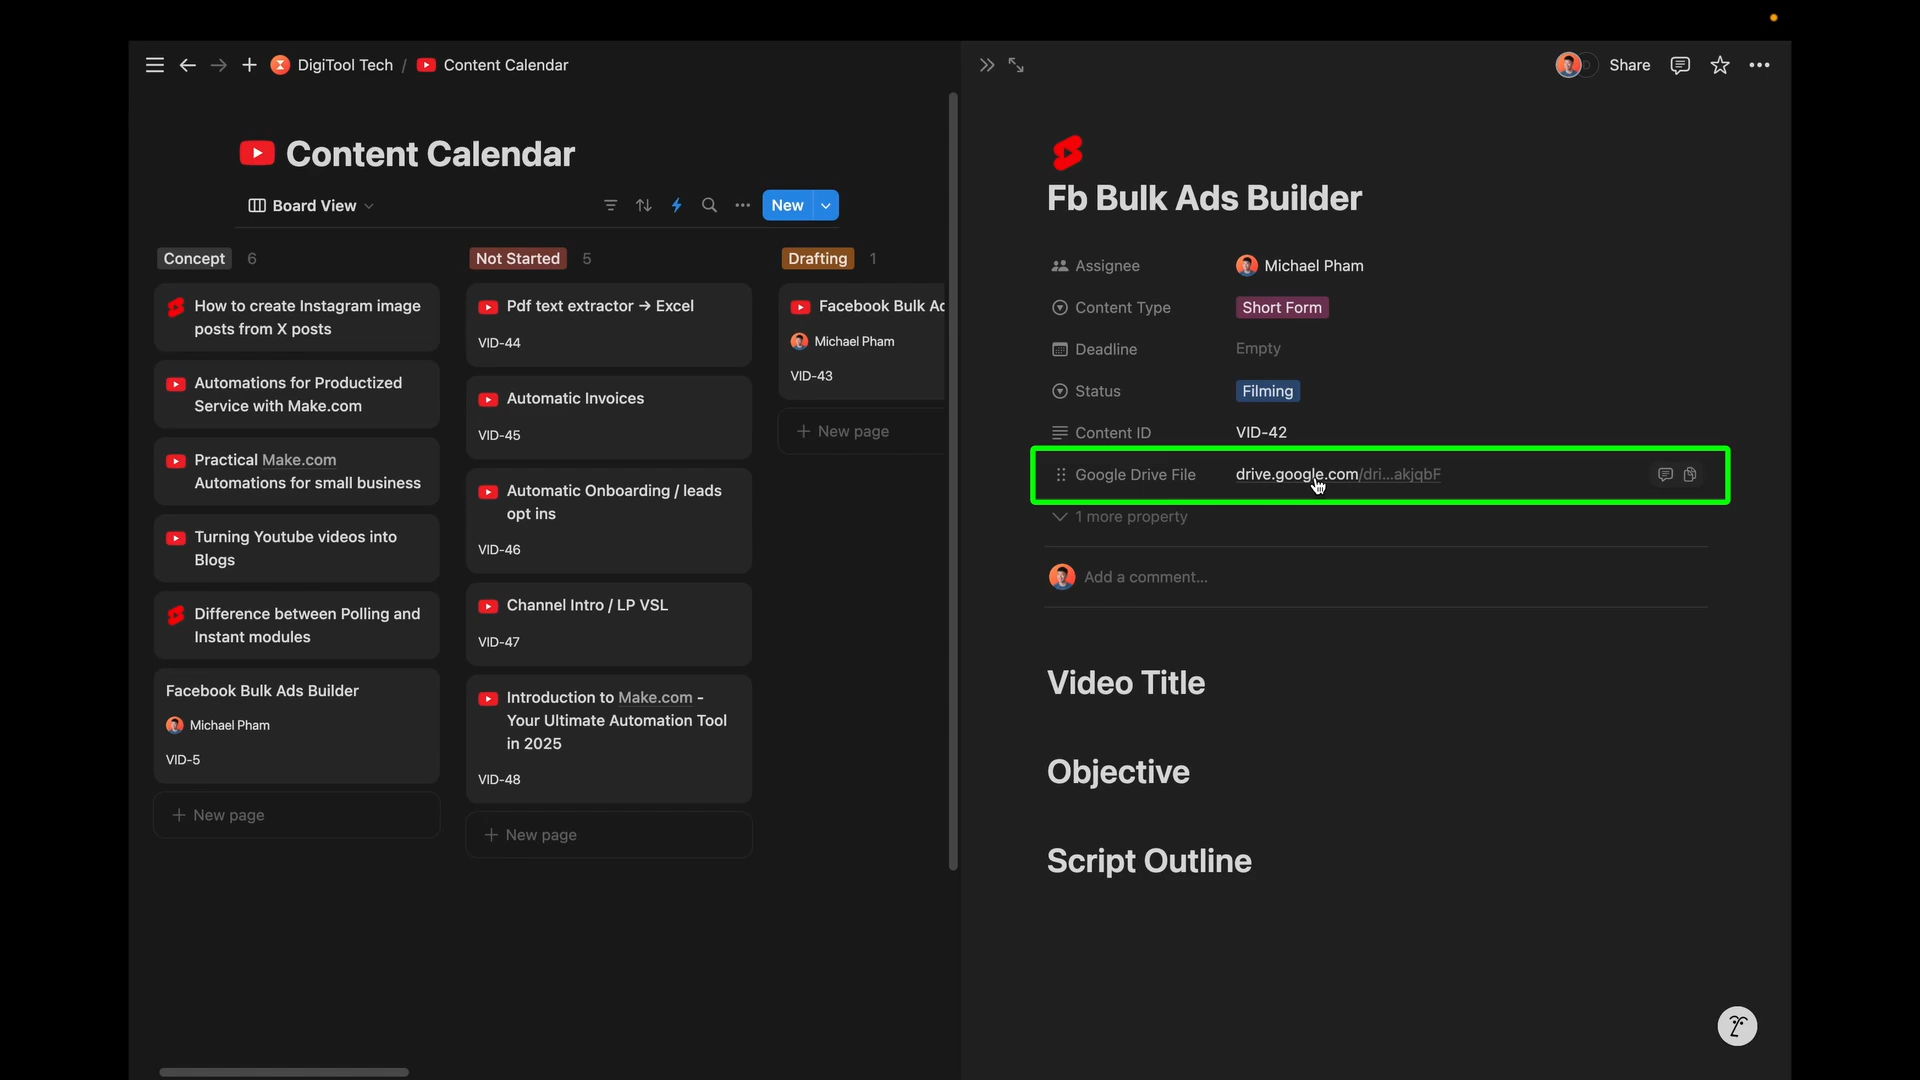 DigiTool Tech / Content Calendar
Share
Content Calendar
Board View
New
Concept 6
How to create Instagram image
posts from X posts
Automations for Productized
Service with Make.com
Practical Make.com
Automations for small business
Turning Youtube videos into
Blogs
Difference between Polling and
Instant modules
Facebook Bulk Ads Builder
Michael Pham
VID-5
+ New page
Not Started 5
Pdf text extractor → Excel
VID-44
Automatic Invoices
VID-45
Automatic Onboarding / leads
opt ins
VID-46
Channel Intro / LP VSL
VID-47
Introduction to Make.com -
Your Ultimate Automation Tool
in 2025
VID-48
+ New page
Drafting 1
Facebook Bulk Ad
Michael Pham
VID-43
+ New page
Fb Bulk Ads Builder
Assignee Michael Pham
Content Type Short Form
Deadline Empty
Status Filming
Content ID VID-42
Google Drive File drive.google.com/dri...akjqbF
1 more property
Add a comment...
Video Title
Objective
Script Outline